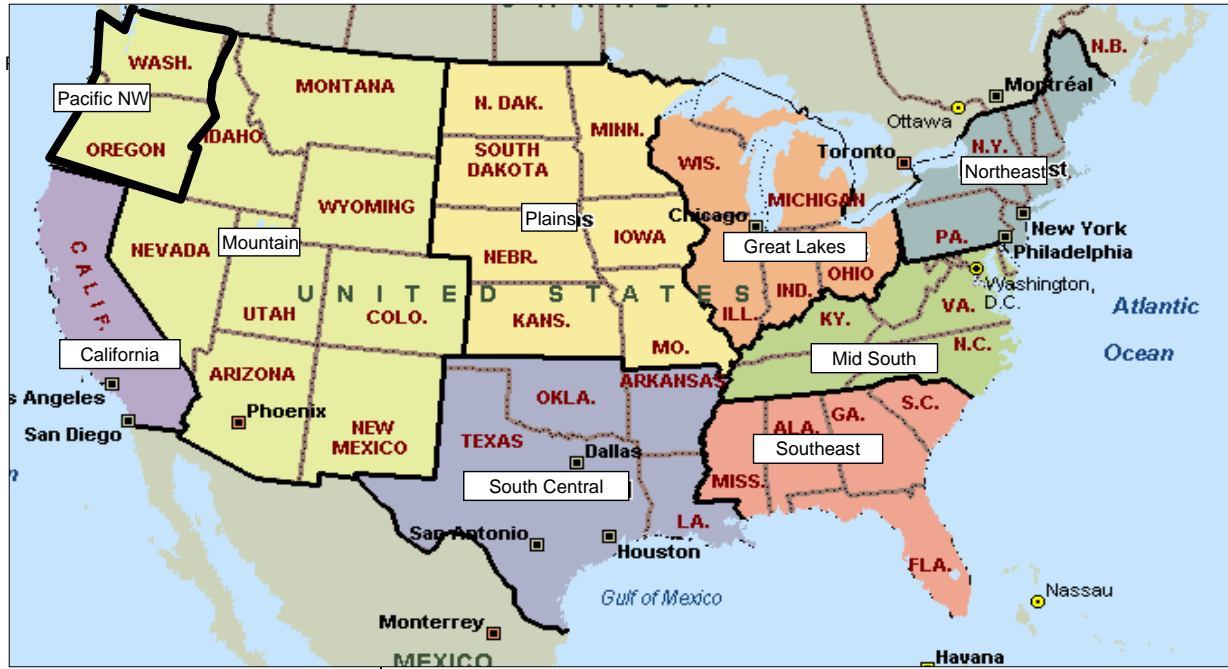 C A N A D A
WASH.
MONTANA
N. DAK.
MINN.
N.B.
Montréal
Ottawa
Pacific NW
OREGON
IDAHO
SOUTH
DAKOTA
WIS.
Toronto
N.Y.
Northeast
st
WYOMING
MICHIGAN
NEVADA
Mountain
Plains
s
IOWA
Chicago
Great Lakes
New York
PA.
Philadelphia
NEBR.
OHIO
Washington,
D.C.
CALIF.
UNITED STATES
UTAH
COLO.
KANS.
MO.
ILL.
IND.
KY.
VA.
Atlantic
Ocean
California
ARIZONA
ARKANSAS
Mid South
N.C.
s Angeles
San Diego
Phoenix
NEW
MEXICO
OKLA.
TEXAS
Dallas
MISS.
ALA.
GA.
S.C.
Southeast
South Central
San Antonio
Houston
LA.
FLA.
Gulf of Mexico
Nassau
Monterrey
MEXICO
Havana